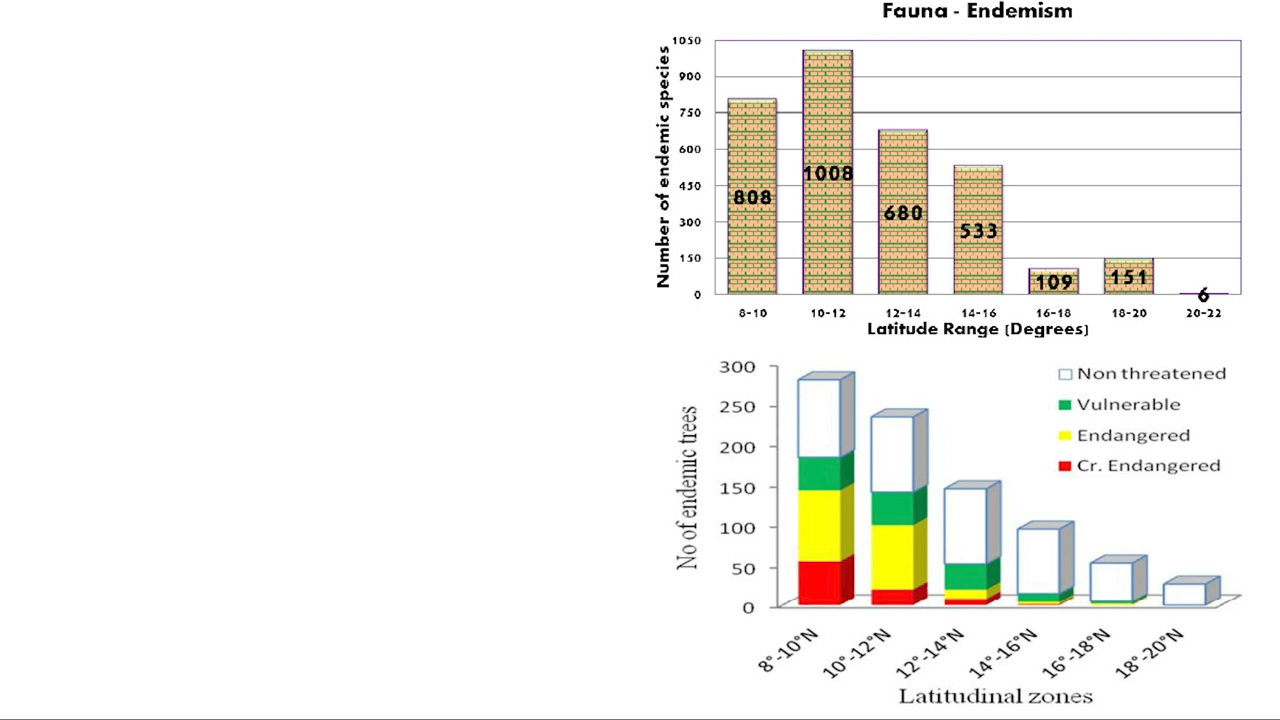 Fauna - Endemism
Number of endemic species
1050
900
750
600
450
300
150
0
808
1008
680
533
109
151
6
8-10
10-12
12-14
14-16
16-18
18-20
20-22
Latitude Range (Degrees)
No of endemic trees
300
250
200
150
100
50
0
Non threatened
Vulnerable
Endangered
Cr. Endangered
8°-10°N
10°-12°N
12°-14°N
14°-16°N
16°-18°N
18°-20°N
Latitudinal zones